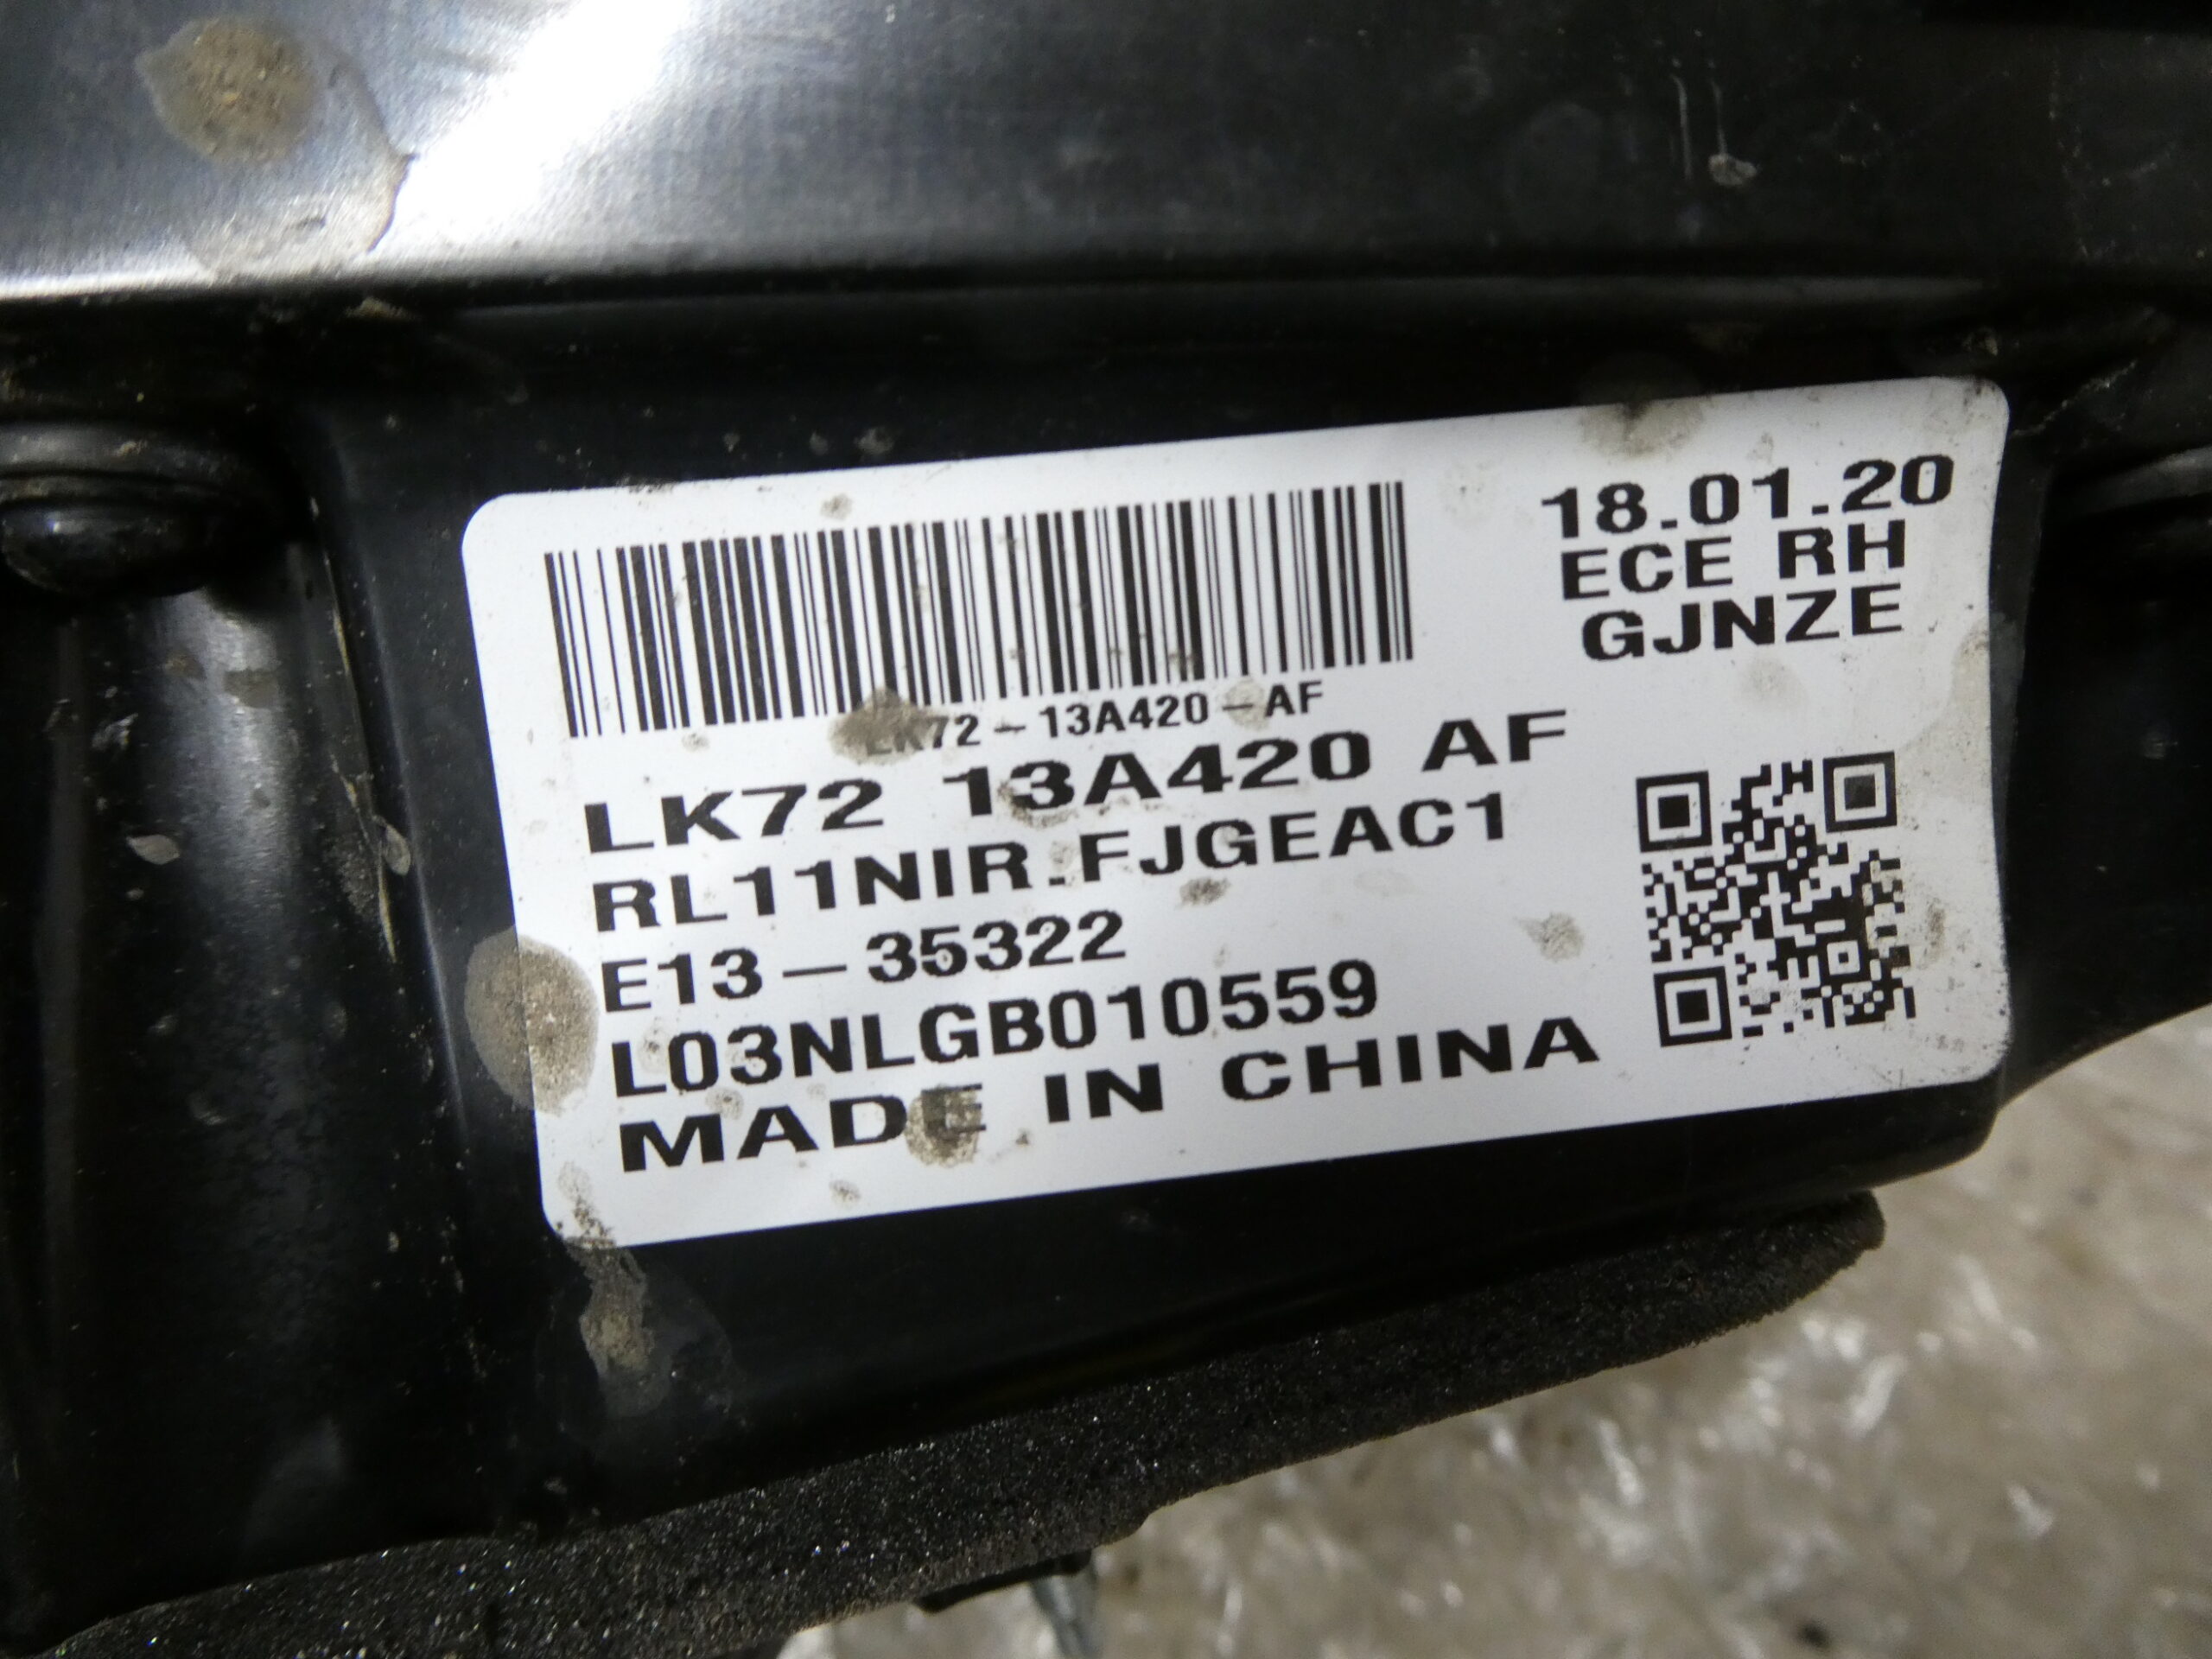 18.01.20
ECE RH
GJNZE
LK72-13A420-AF
LK72 13A420 AF
RL11NIR.FJGEAC1
E13-35322
L03NLGB010559
MADE IN CHINA